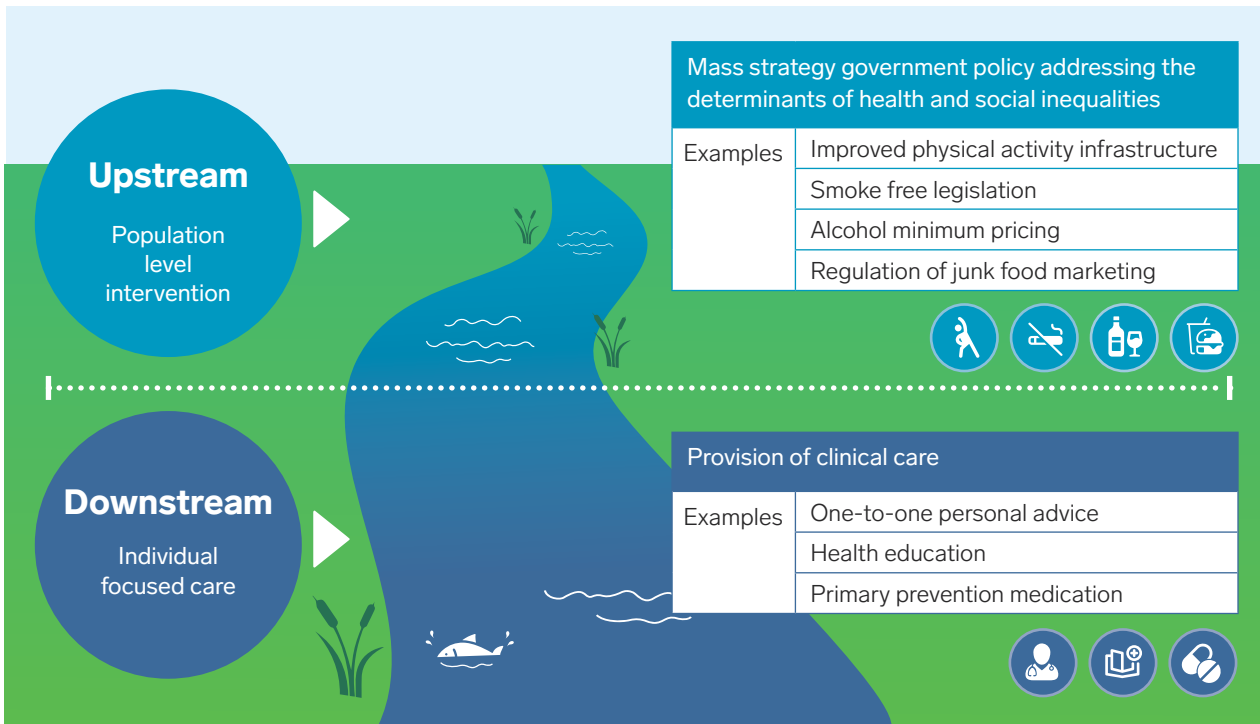 Upstream
Population
level
intervention
Mass strategy government policy addressing the
determinants of health and social inequalities
Examples
Improved physical activity infrastructure
Smoke free legislation
Alcohol minimum pricing
Regulation of junk food marketing
Downstream
Individual
focused care
Provision of clinical care
Examples
One-to-one personal advice
Health education
Primary prevention medication